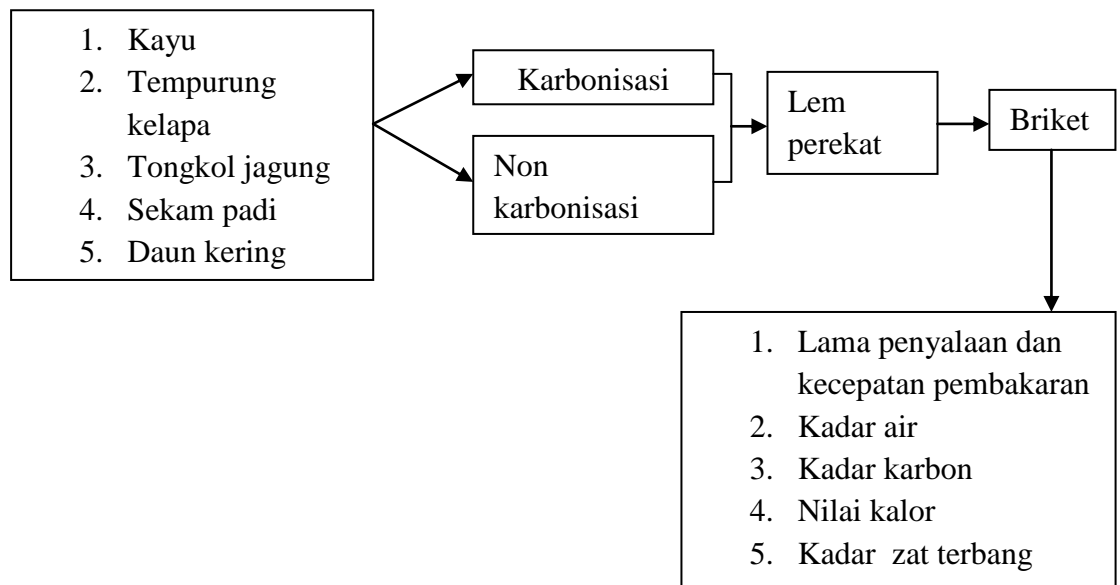 1. Kayu
2. Tempurung
kelapa
3. Tongkol jagung
4. Sekam padi
5. Daun kering
Karbonisasi
Non
karbonisasi
Lem
perekat
Briket
1. Lama penyalaan dan
kecepatan pembakaran
2. Kadar air
3. Kadar karbon
4. Nilai kalor
5. Kadar zat terbang